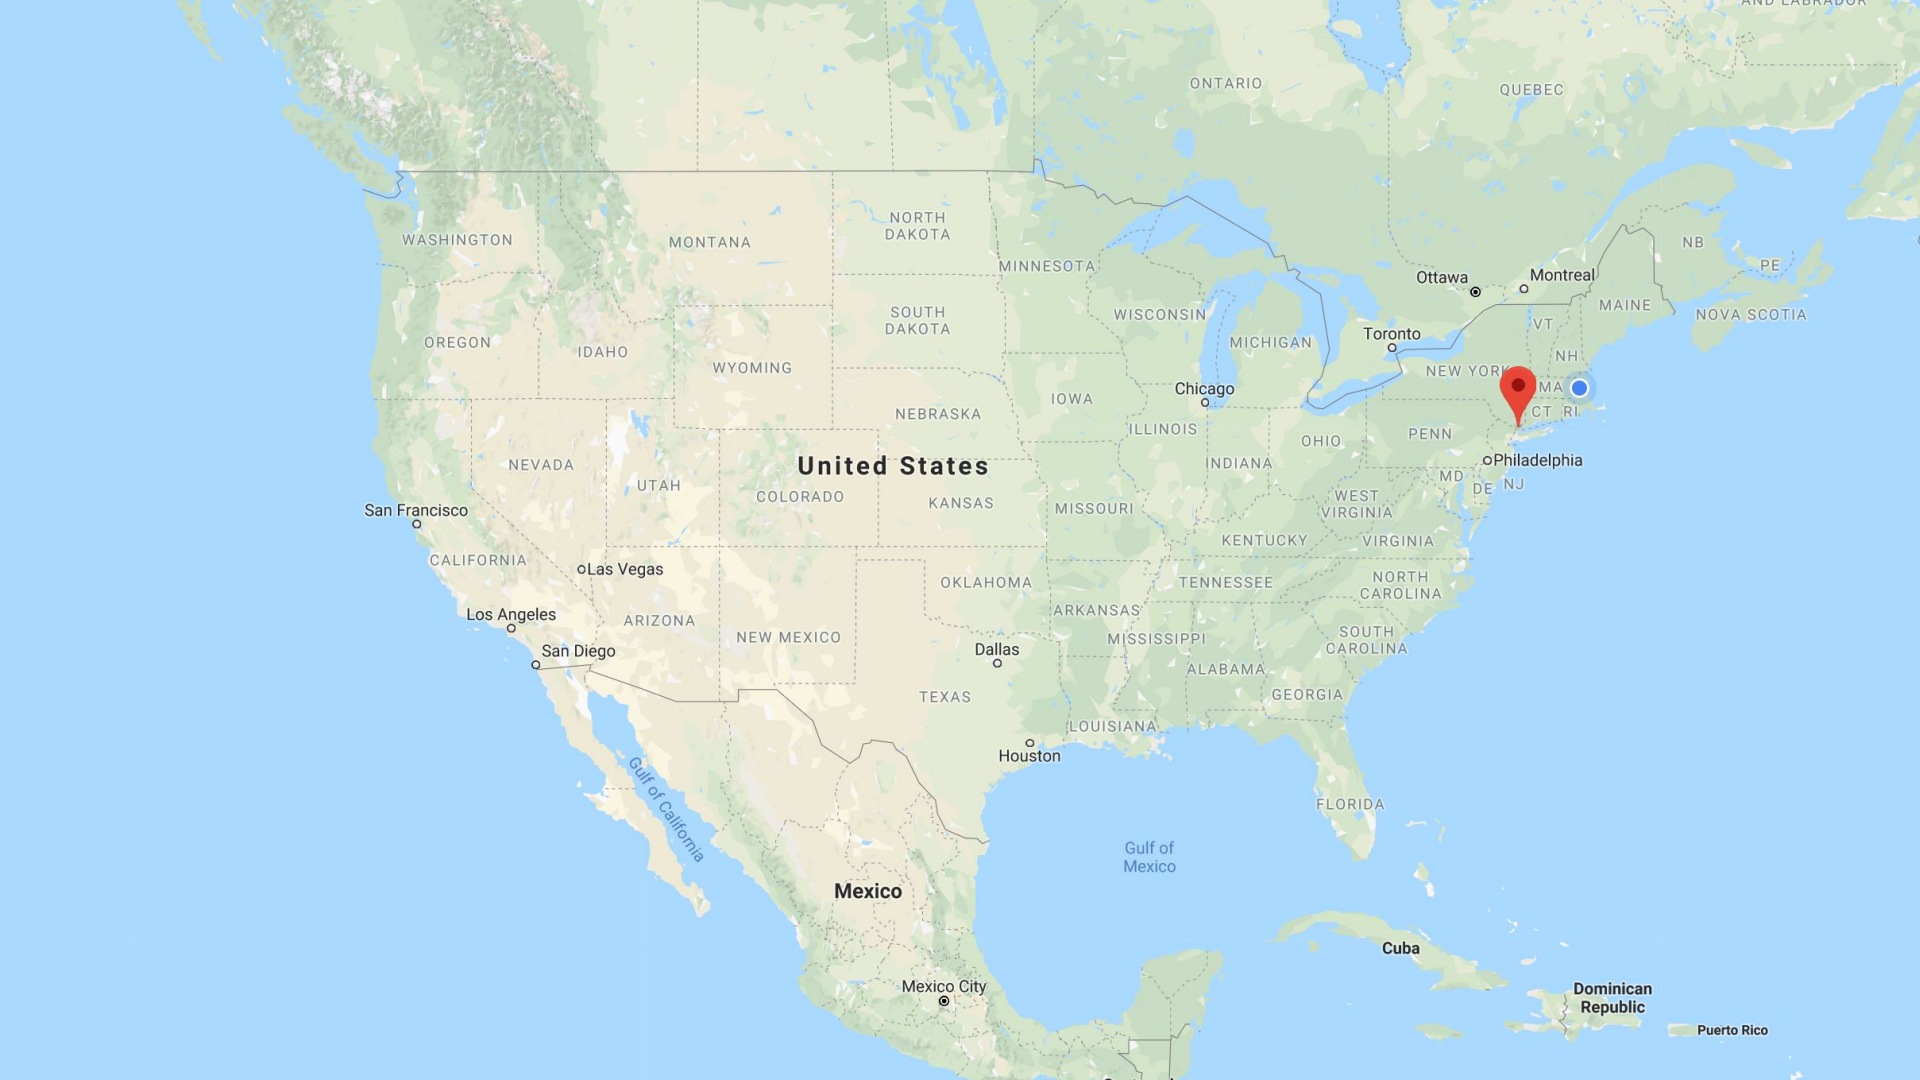 AND LABRADOR
ONTARIO
QUEBEC
WASHINGTON
MONTANA
NORTH
DAKOTA
MINNESOTA
Ottawa
Montreal
NB
PE
MAINE
NOVA SCOTIA
VT
NH
OREGON
IDAHO
WYOMING
SOUTH
DAKOTA
WISCONSIN
MICHIGAN
Toronto
NEW YORK
MA
CT
RI
Chicago
IOWA
NEBRASKA
ILLINOIS
INDIANA
OHIO
PENN
Philadelphia
MD
DE
NJ
NEVADA
UTAH
United States
COLORADO
KANSAS
MISSOURI
WEST
VIRGINIA
KENTUCKY
VIRGINIA
San Francisco
CALIFORNIA
Las Vegas
Los Angeles
San Diego
ARIZONA
NEW MEXICO
OKLAHOMA
ARKANSAS
TENNESSEE
NORTH
CAROLINA
MISSISSIPPI
SOUTH
CAROLINA
ALABAMA
GEORGIA
Dallas
TEXAS
LOUISIANA
Houston
FLORIDA
Gulf of California
Gulf of
Mexico
Mexico
Mexico City
Cuba
Dominican
Republic
Puerto Rico